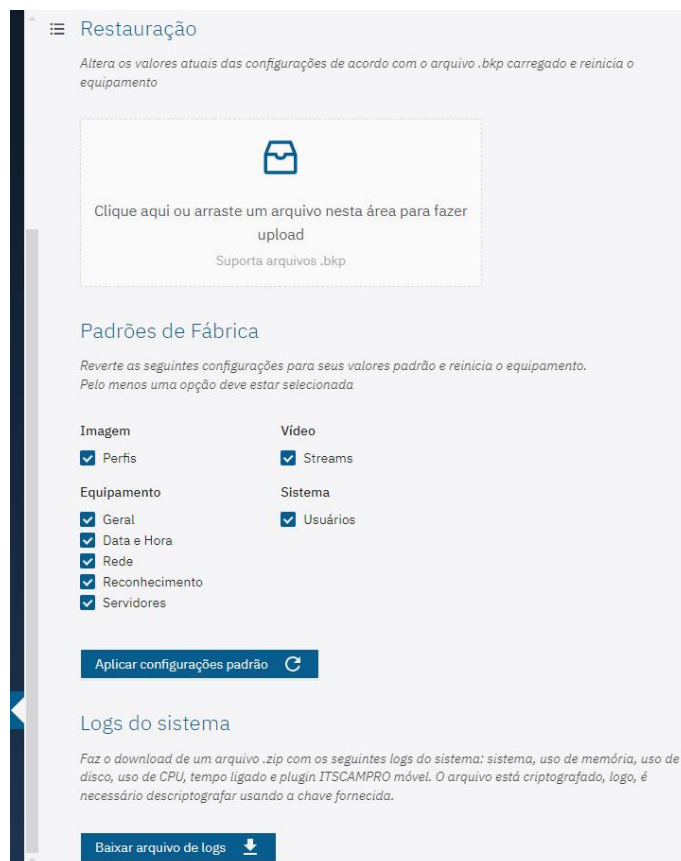 Restauração
Altera os valores atuais das configurações de acordo com o arquivo .bkp carregado e reinicia o
equipamento
Clique aqui ou arraste um arquivo nesta área para fazer
upload
Suporta arquivos .bkp
Padrões de Fábrica
Reverte as seguintes configurações para seus valores padrão e reinicia o equipamento.
Pelo menos uma opção deve estar selecionada
Imagem
Vídeo
Perfis
Streams
Equipamento
Sistema
Geral
Usuários
Data e Hora
Rede
Reconhecimento
Servidores
Aplicar configurações padrão
Logs do sistema
Faz o download de um arquivo .zip com os seguintes logs do sistema: sistema, uso de memória, uso de
disco, uso de CPU, tempo ligado e plugin ITSCAMPRO móvel. O arquivo está criptografado, logo, é
necessário descriptografar usando a chave fornecida.
Baixar arquivo de logs